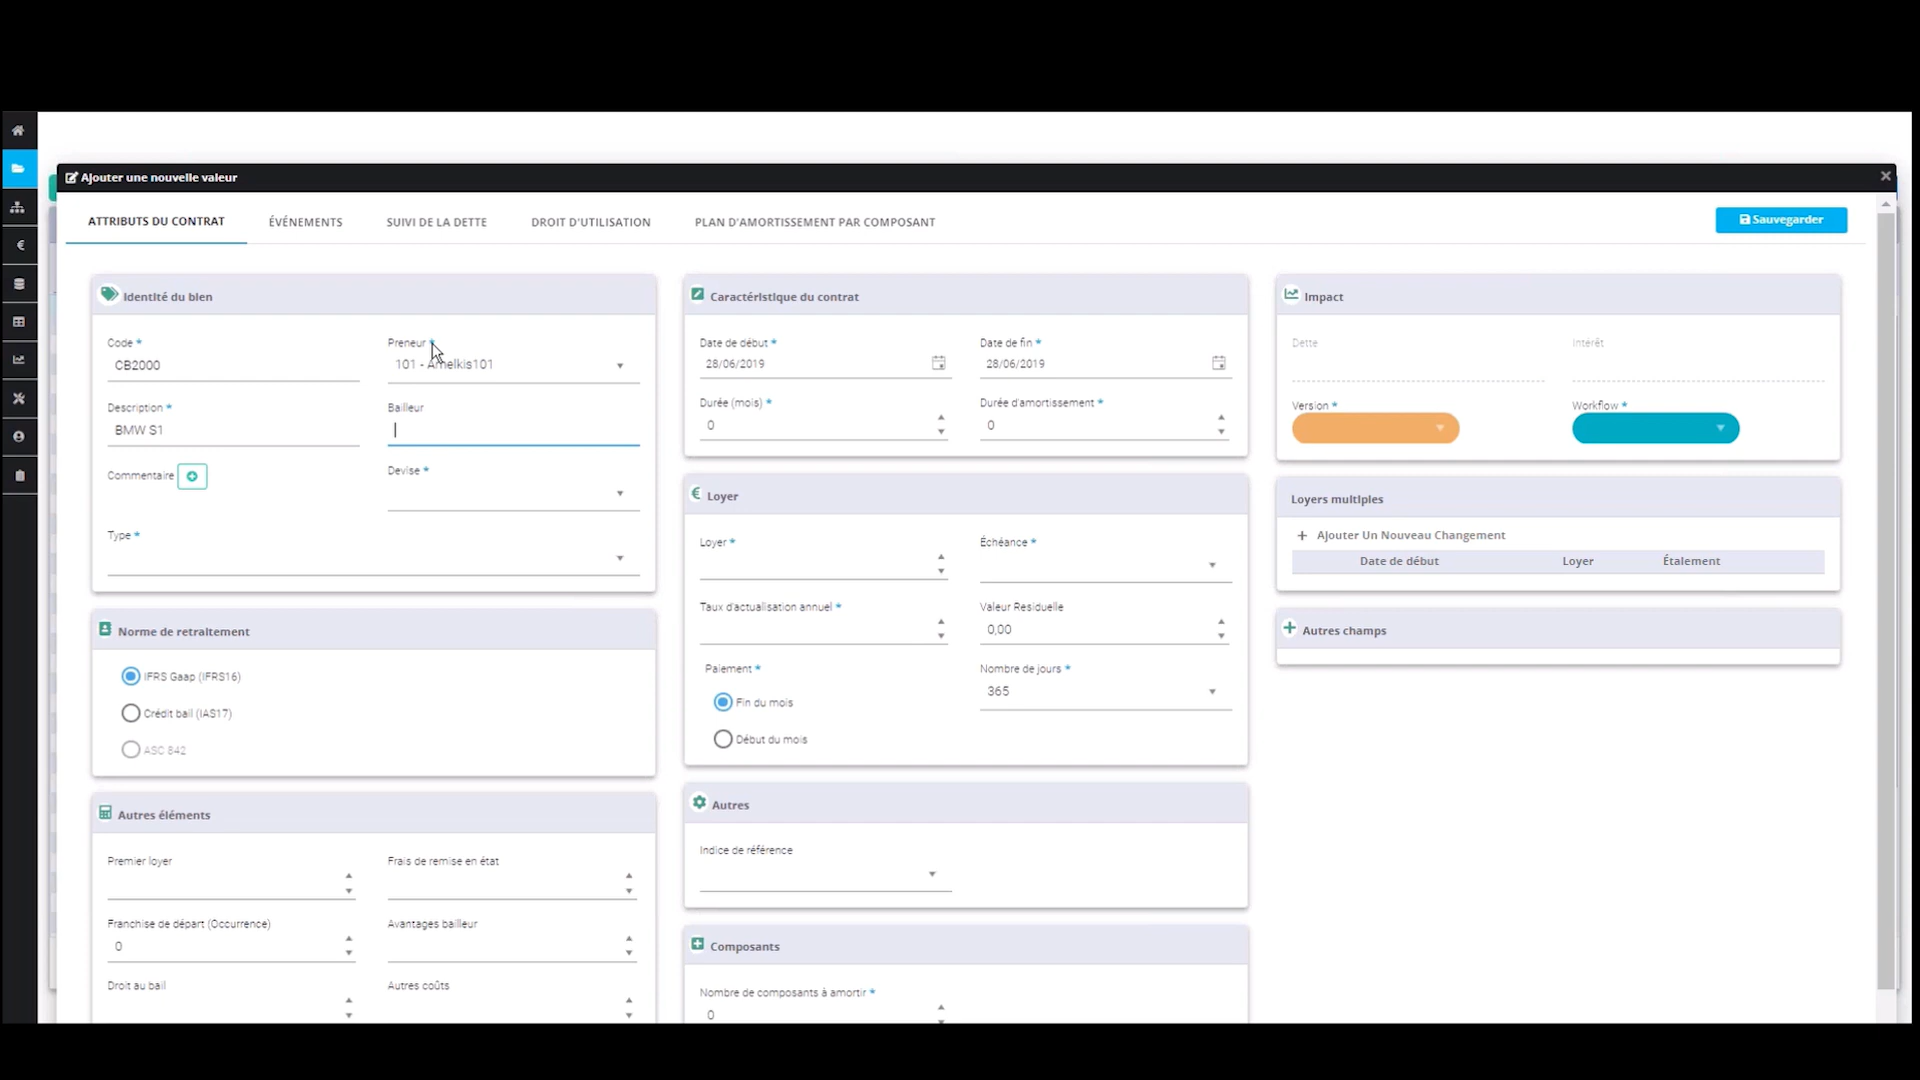 Ajouter une nouvelle valeur
ATTRIBUTS DU CONTRAT ÉVÉNEMENTS SUIVI DE LA DETTE DROIT D'UTILISATION PLAN D'AMORTISSEMENT PAR COMPOSANT Sauvegarder
Identité du bien
Code *
CB2000
Preneur *
101 - Amelkis101
Description *
BMW S1
Bailleur
Commentaire
Devise *
Type *
Norme de retraitement
IFRS Gaap (IFRS16)
Crédit bail (IAS17)
ASC 842
Autres éléments
Premier loyer
Frais de remise en état
Franchise de départ (Occurrence)
0
Avantages bailleur
Droit au bail
Autres coûts
Caractéristique du contrat
Date de début *
28/06/2019
Date de fin *
28/06/2019
Durée (mois) *
0
Durée d'amortissement *
0
€ Loyer
Loyer *
Échéance *
Taux d'actualisation annuel *
Valeur Residuelle
0,00
Paiement *
Fin du mois
Début du mois
Nombre de jours *
365
Autres
Indice de référence
Composants
Nombre de composants à amortir *
0
Impact
Dette
Intérêt
Version *
Workflow *
Loyers multiples
+ Ajouter Un Nouveau Changement
Date de début Loyer Étalement
Autres champs